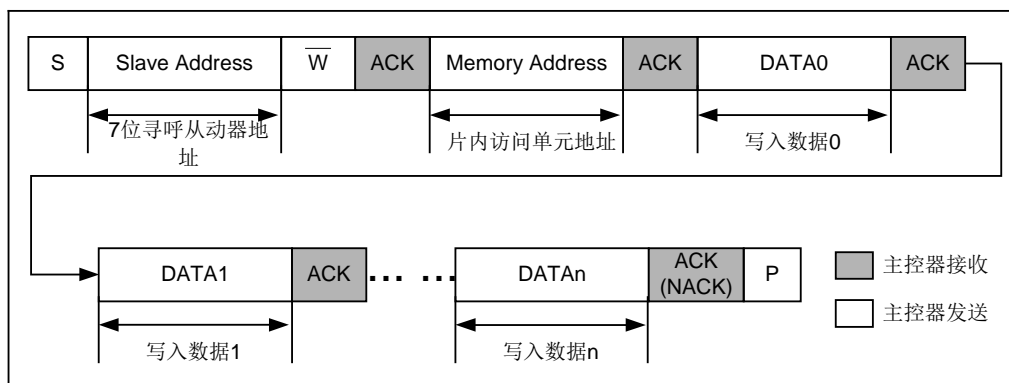 S Slave Address W ACK Memory Address ACK DATA0 ACK
7位寻呼从动器地
址
片内访问单元地址
写入数据0
DATA1 ACK ... ... DATAn ACK
(NACK) P
主控器接收
主控器发送
写入数据1
写入数据n